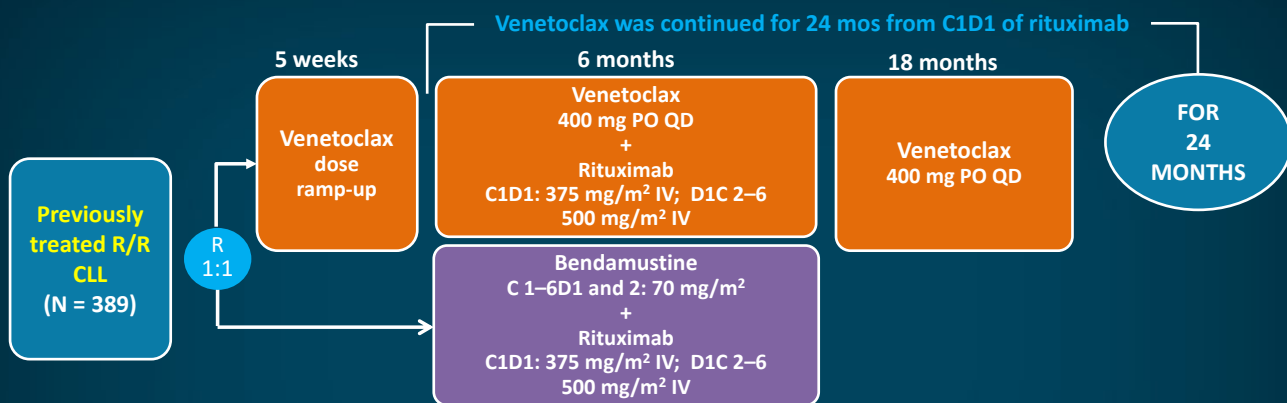 Venetoclax was continued for 24 mos from C1D1 of rituximab
5 weeks
6 months
18 months
Previously
treated R/R
CLL
(N = 389)
R
1:1
Venetoclax
dose
ramp-up
Venetoclax
400 mg PO QD
+
Rituximab
C1D1: 375 mg/m² IV; D1C 2–6
500 mg/m² IV
Venetoclax
400 mg PO QD
FOR
24
MONTHS
Bendamustine
C 1–6D1 and 2: 70 mg/m²
+
Rituximab
C1D1: 375 mg/m² IV; D1C 2–6
500 mg/m² IV